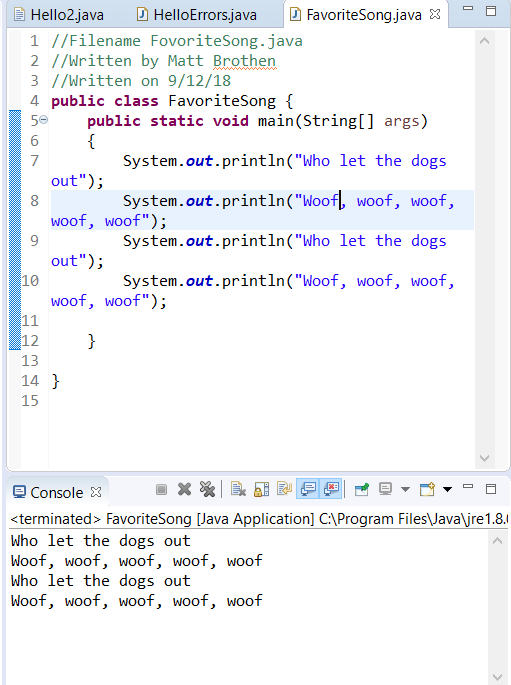 Hello2.java HelloErrors.java FavoriteSong.java
1 //Filename FovoriteSong.java
2 //Written by Matt Brothen
3 //Written on 9/12/18
4 public class FavoriteSong {
5 public static void main(String[] args)
6 {
7 System.out.println("Who let the dogs
out");
8 System.out.println("Woof, woof, woof,
woof, woof");
9 System.out.println("Who let the dogs
out");
10 System.out.println("Woof, woof, woof,
woof, woof");
11
12 }
13
14 }
15
Console
<terminated> FavoriteSong [Java Application] C:\Program Files\Java\jre1.8.0
Who let the dogs out
Woof, woof, woof, woof, woof
Who let the dogs out
Woof, woof, woof, woof, woof